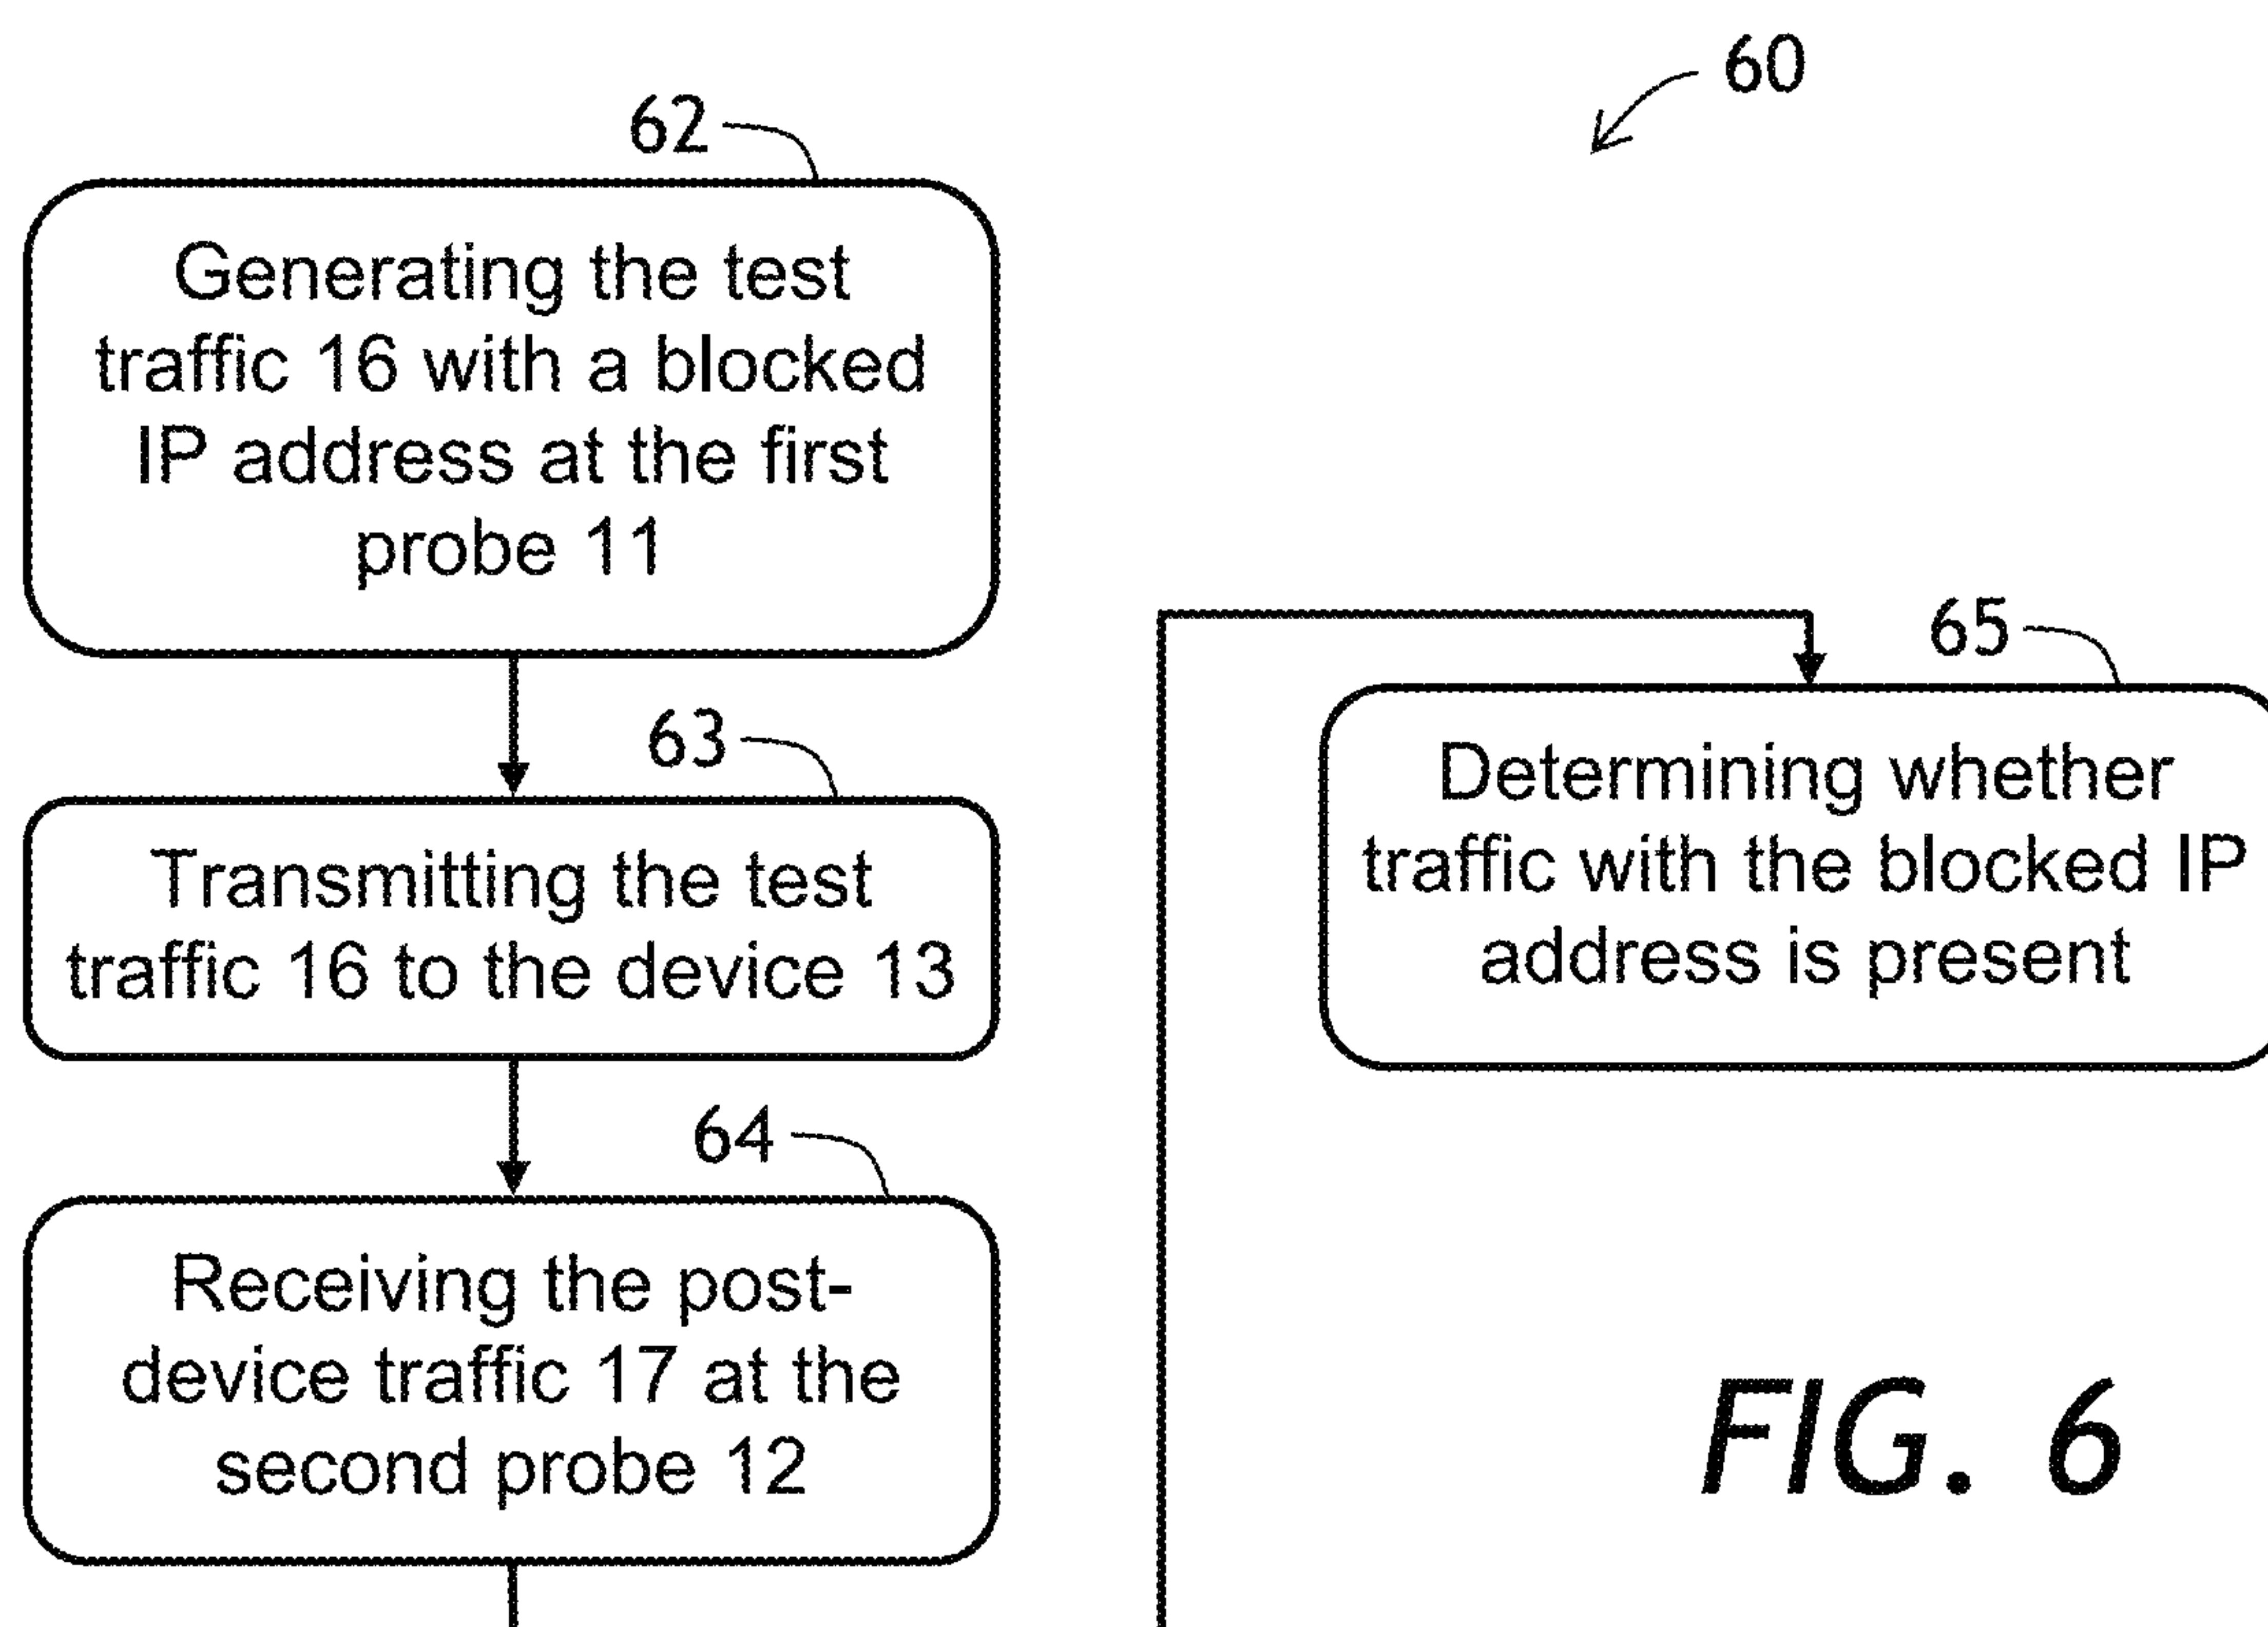 60
62
Generating the test
traffic 16 with a blocked
IP address at the first
probe 11
63
Transmitting the test
traffic 16 to the device 13
64
Receiving the post-
device traffic 17 at the
second probe 12
65
Determining whether
traffic with the blocked IP
address is present
FIG. 6